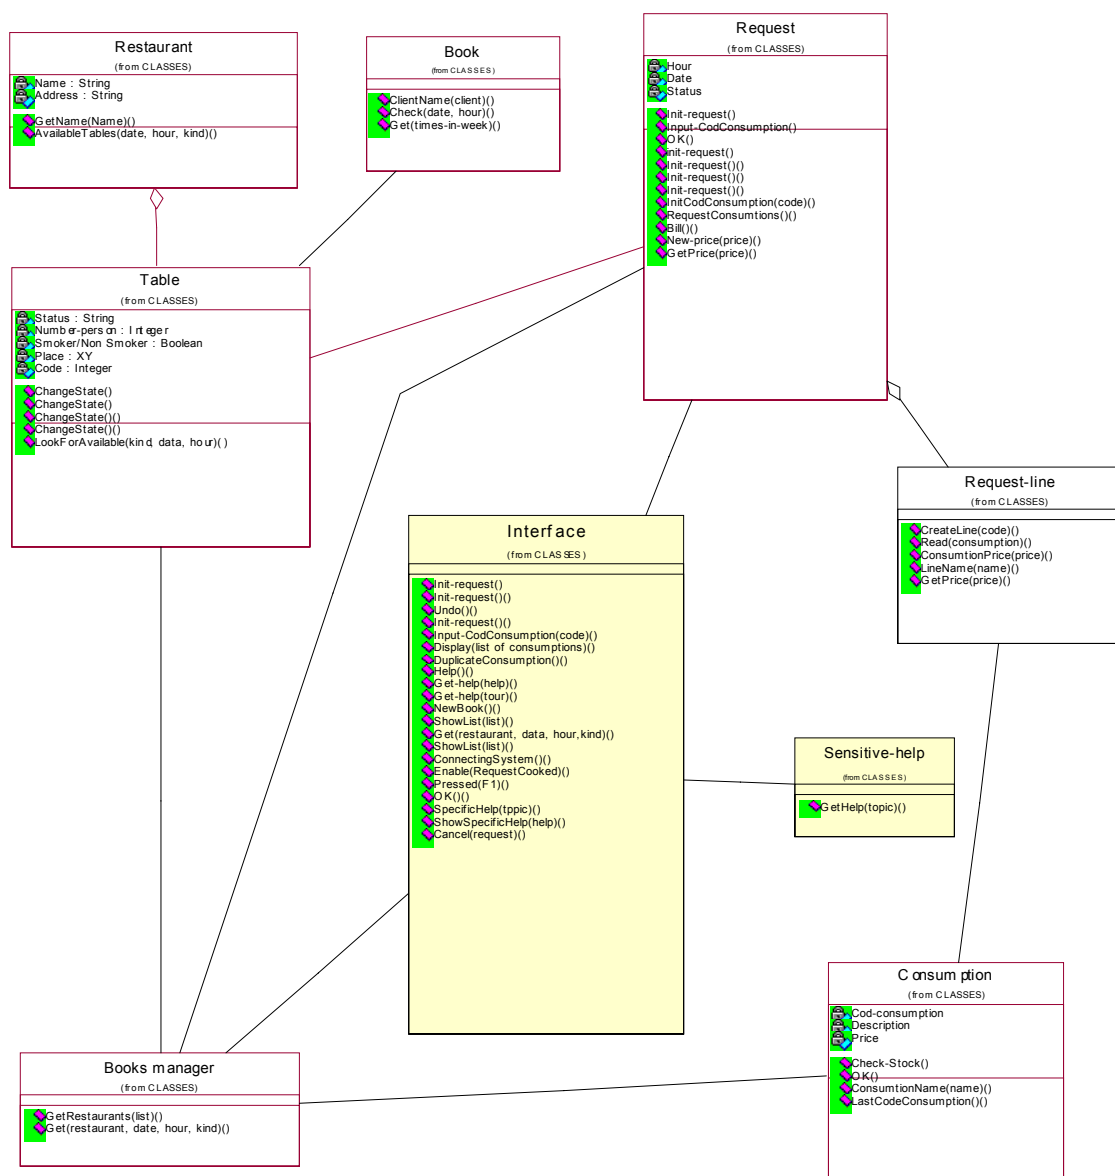 Restaurant
(from CLASSES)
Name : String
Address : String
GetName(Name)()
AvailableTables(date, hour, kind)()
Book
(from CLASSES)
ClientName(client)()
Check(date, hour)()
Get(times-in-week)()
Request
(from CLASSES)
Hour
Date
Status
Init-request()
Input-CodConsumption()
OK()
init-request()
Init-request()()
Init-request()()
Init-request()()
InitCodConsumption(code)()
RequestConsumtions()()
Bill()()
New-price(price)()
GetPrice(price)()
Table
(from CLASSES)
Status : String
Number-person : Integer
Smoker/Non Smoker : Boolean
Place : XY
Code : Integer
ChangeState()
ChangeState()
ChangeState()()
ChangeState()()
LookForAvailable(kind, data, hour)()
Request-line
(from CLASSES)
CreateLine(code)()
Read(consumption)()
ConsumtionPrice(price)()
LineName(name)()
GetPrice(price)()
Interface
(from CLASSES)
Init-request()
Init-request()()
Undo()()
Init-request()()
Input-CodConsumption(code)()
Display(list of consumptions)()
DuplicateConsumption()()
Help()()
Get-help(help)()
Get-help(tour)()
NewBook()()
ShowList(list)()
Get(restaurant, data, hour,kind)()
ShowList(list)()
ConnectingSystem()()
Enable(RequestCooked)()
Pressed(F1)()
OK()()
SpecificHelp(tppic)()
ShowSpecificHelp(help)()
Cancel(request)()
Sensitive-help
(from CLASSES)
GetHelp(topic)()
Consumption
(from CLASSES)
Cod-consumption
Description
Price
Check-Stock()
OK()
ConsumtionName(name)()
LastCodeConsumption()()
Books manager
(from CLASSES)
GetRestaurants(list)()
Get(restaurant, date, hour, kind)()